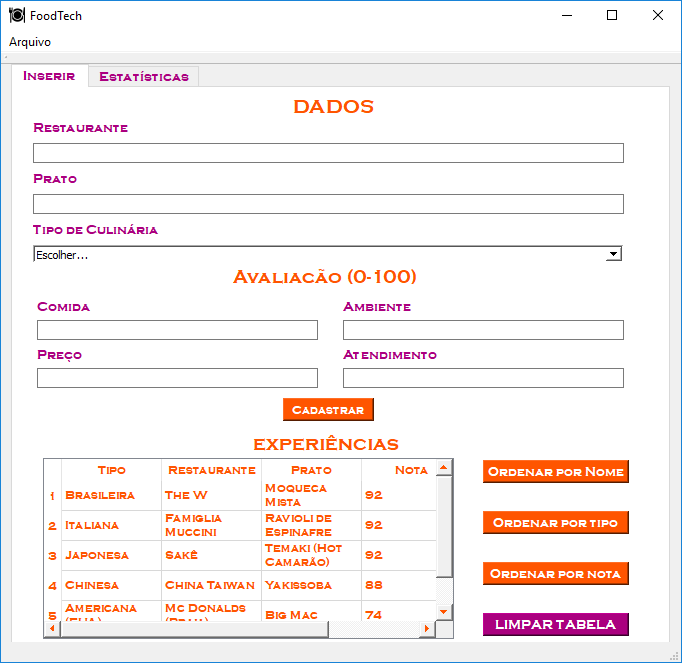 FoodTech
Arquivo
Inserir Estatísticas
DADOS
Restaurante
Prato
Tipo de Culinária
Escolher...
Avaliacão (0-100)
Comida Ambiente
Preço Atendimento
Cadastrar
EXPERIÊNCIAS
Tipo Restaurante Prato Nota
1 Brasileira The W Moqueca Mista 92
2 Italiana Famiglia Muccini Ravioli de Espinafre 92
3 Japonesa Sakê Temaki (Hot Camarão) 92
4 Chinesa China Taiwan Yakissoba 88
5 Americana (EUA) Mc Donalds (Praia) Big Mac 74
Ordenar por Nome
Ordenar por tipo
Ordenar por nota
LIMPAR TABELA